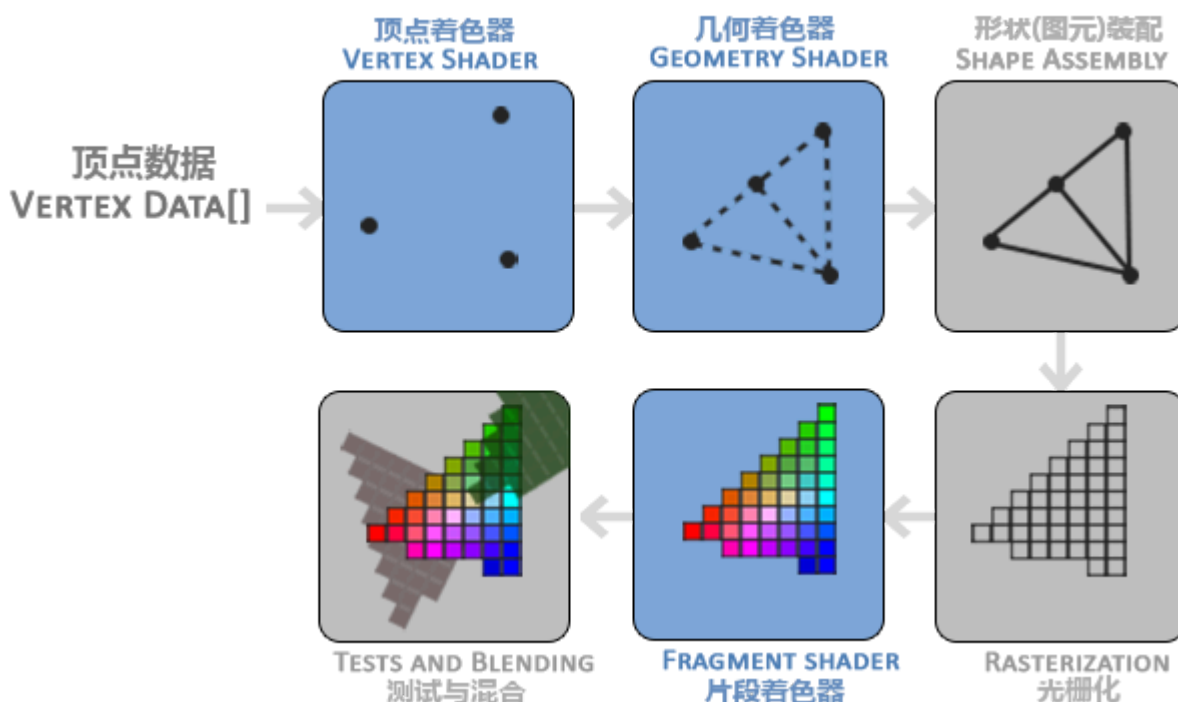 顶点着色器
VERTEX SHADER
几何着色器
GEOMETRY SHADER
形状(图元)装配
SHAPE ASSEMBLY
顶点数据
VERTEX DATA[]
TESTS AND BLENDING
测试与混合
FRAGMENT SHADER
片段着色器
RASTERIZATION
光栅化